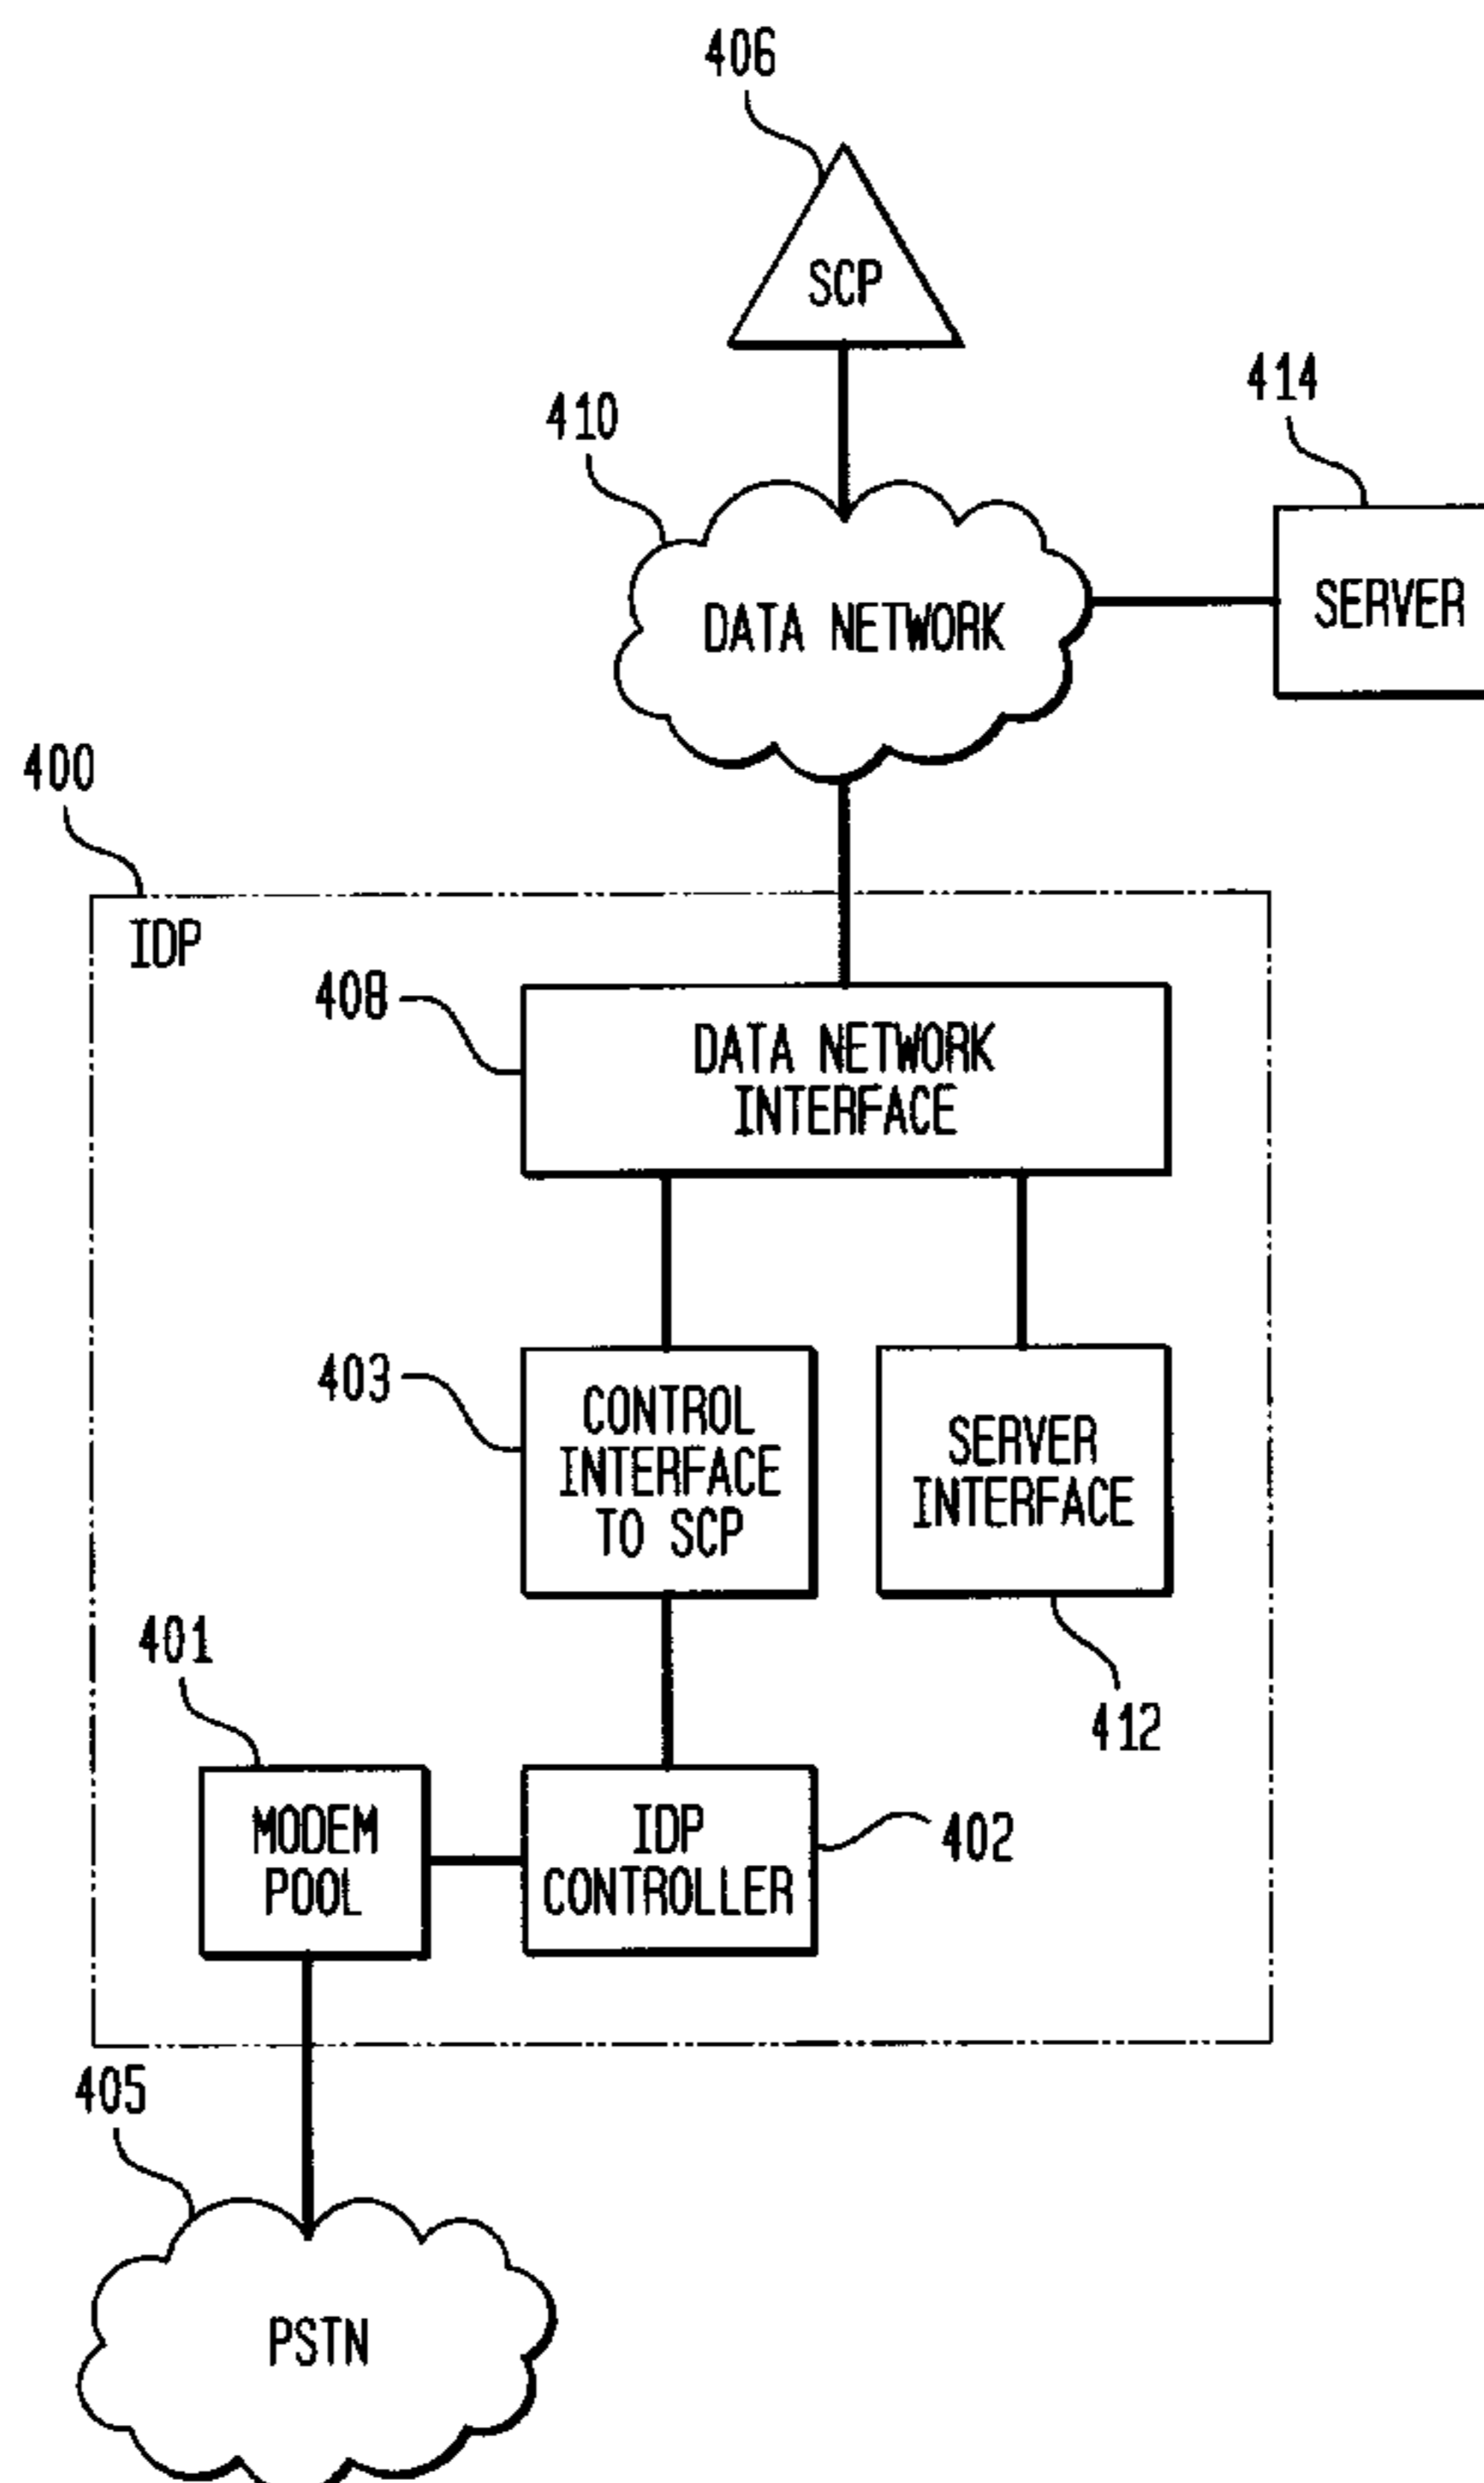 406
SCP
414
410
SERVER
DATA NETWORK
400
IDP
408
DATA NETWORK
INTERFACE
403
CONTROL
INTERFACE
TO SCP
SERVER
INTERFACE
401
412
MODEM
POOL
IDP
CONTROLLER
402
405
PSTN